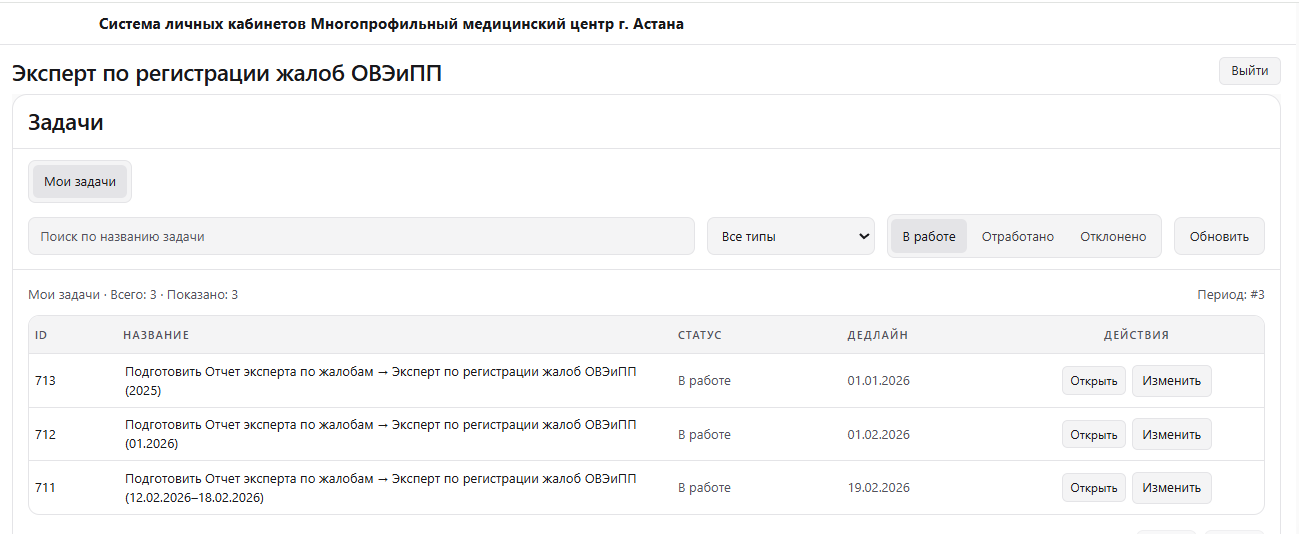 Система личных кабинетов Многопрофильный медицинский центр г. Астана
Эксперт по регистрации жалоб ОВЭиПП
Выйти
Задачи
Мои задачи
Поиск по названию задачи
Все типы
В работе
Отработано
Отклонено
Обновить
Мои задачи · Всего: 3 · Показано: 3
Период: #3
ID НАЗВАНИЕ СТАТУС ДЕДЛАЙН ДЕЙСТВИЯ
713 Подготовить Отчет эксперта по жалобам → Эксперт по регистрации жалоб ОВЭиПП
(2025)
В работе 01.01.2026 Открыть Изменить
712 Подготовить Отчет эксперта по жалобам → Эксперт по регистрации жалоб ОВЭиПП
(01.2026)
В работе 01.02.2026 Открыть Изменить
711 Подготовить Отчет эксперта по жалобам → Эксперт по регистрации жалоб ОВЭиПП
(12.02.2026–18.02.2026)
В работе 19.02.2026 Открыть Изменить